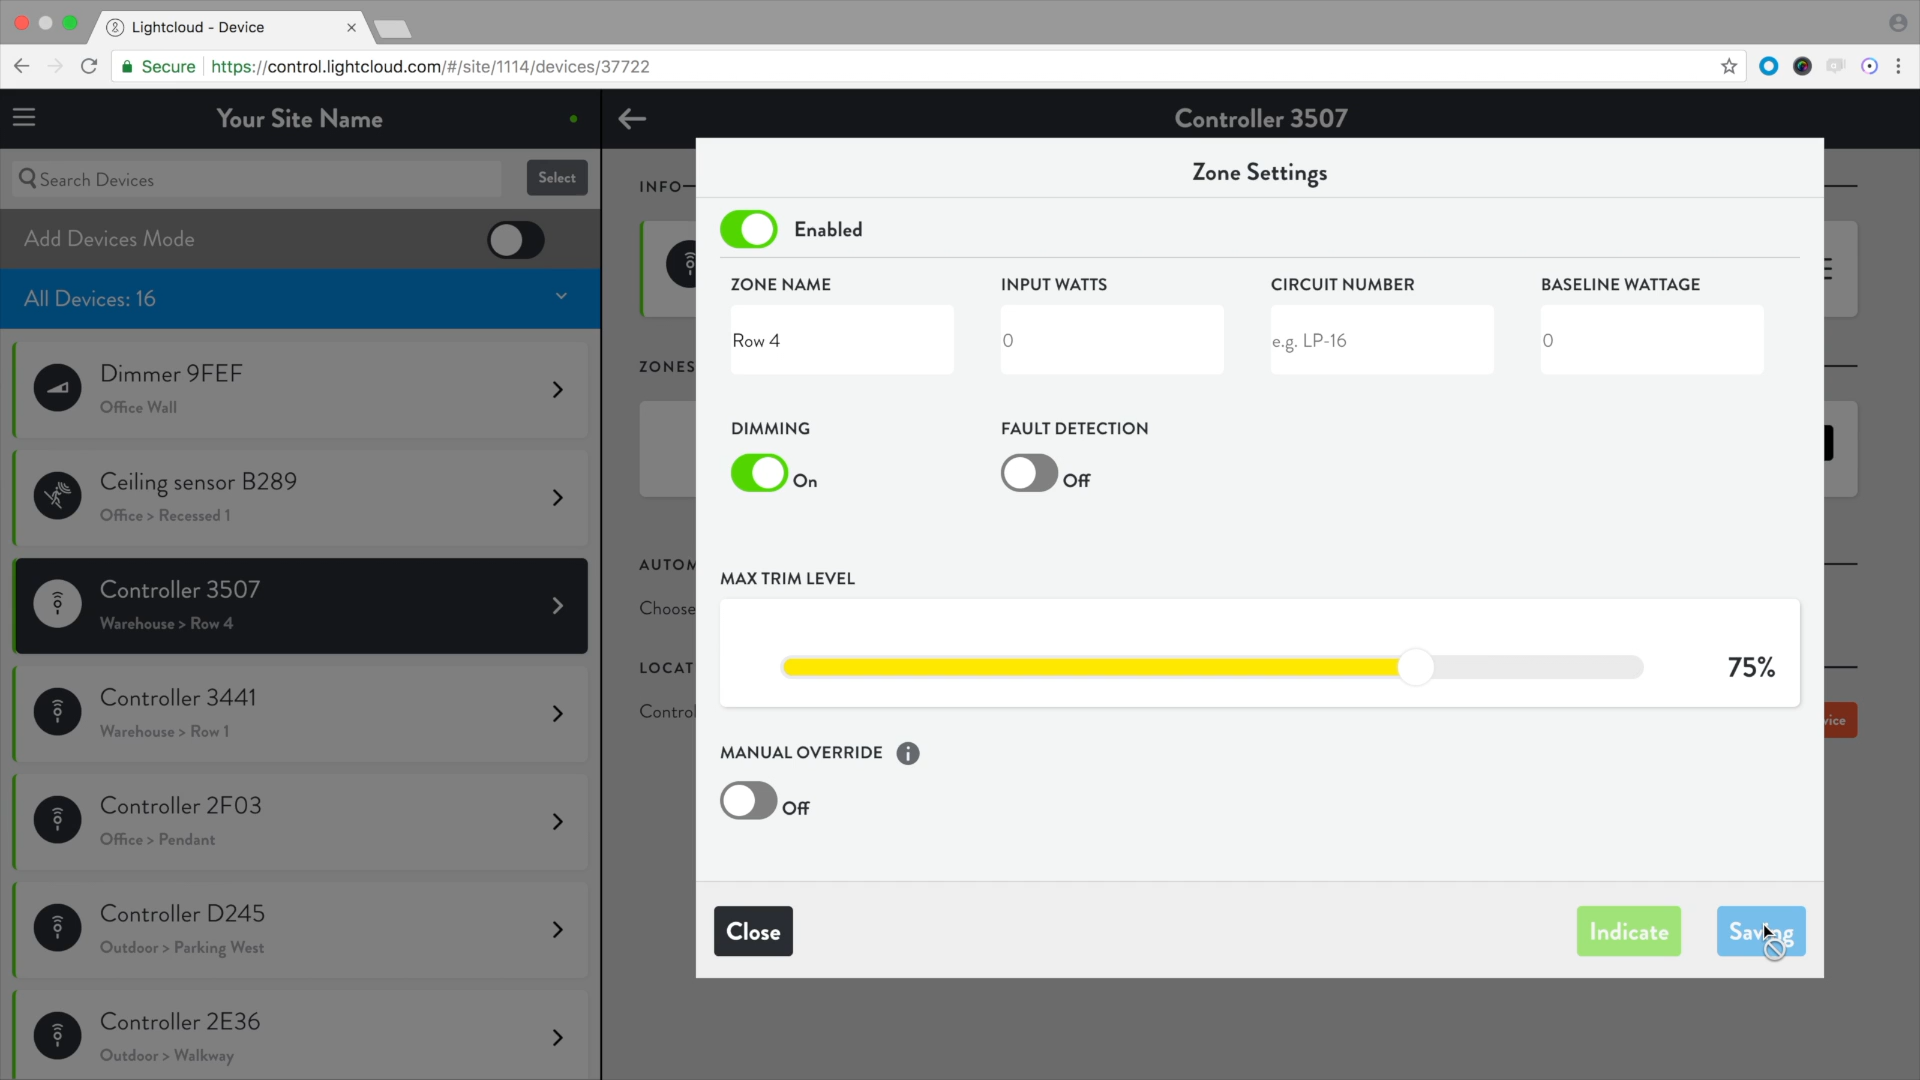 Lightcloud - Device
Secure https://control.lightcloud.com/#/site/1114/devices/37722
Your Site Name
Controller 3507
Search Devices
Select
Add Devices Mode
All Devices: 16
Dimmer 9FEF
Office Wall
Ceiling sensor B289
Office > Recessed 1
Controller 3507
Warehouse > Row 4
Controller 3441
Warehouse > Row 1
Controller 2F03
Office > Pendant
Controller D245
Outdoor > Parking West
Controller 2E36
Outdoor > Walkway
INFO
ZONES
AUTOM
Choose
LOCAT
Control
vice
Zone Settings
Enabled
ZONE NAME
INPUT WATTS
CIRCUIT NUMBER
BASELINE WATTAGE
Row 4
0
e.g. LP-16
0
DIMMING
FAULT DETECTION
On
Off
MAX TRIM LEVEL
75%
MANUAL OVERRIDE
Off
Close
Indicate
Saving